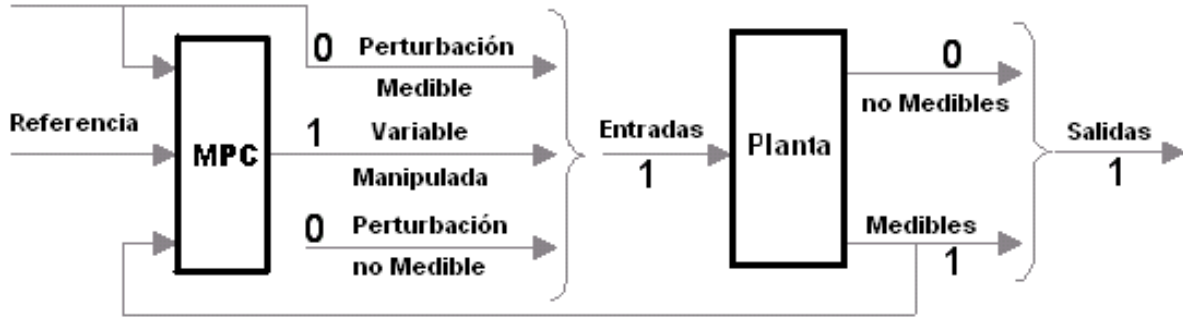 0 Perturbación
Medible
Referencia
MPC
1 Variable
Manipulada
0 Perturbación
no Medible
Entradas
1
Planta
0
no Medibles
Medibles
1
Salidas
1